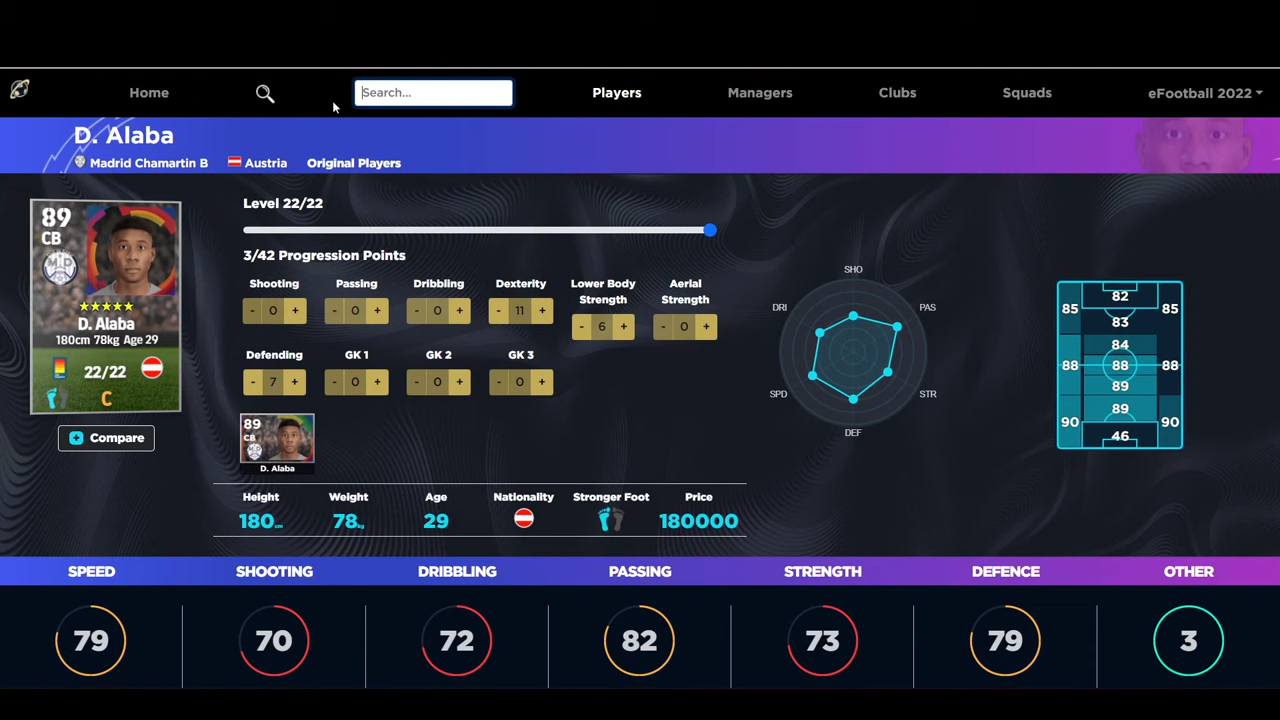 Home
Search...
Players
Managers
Clubs
Squads
eFootball 2022
D. Alaba
Madrid Chamartin B
Austria
Original Players
89
CB
D. Alaba
180cm 78kg Age 29
22/22
C
Compare
Level 22/22
3/42 Progression Points
Shooting
- 0 +
Passing
- 0 +
Dribbling
- 0 +
Dexterity
- 11 +
Lower Body
Strength
- 6 +
Aerial
Strength
- 0 +
Defending
- 7 +
GK 1
- 0 +
GK 2
- 0 +
GK 3
- 0 +
89
CB
D. Alaba
Height
180
Weight
78
Age
29
Nationality
Stronger Foot
Price
180000
SHO
DRI
PAS
SPD
STR
DEF
82
85
85
83
84
88
88
88
89
89
90
90
46
SPEED
SHOOTING
DRIBBLING
PASSING
STRENGTH
DEFENCE
OTHER
79
70
72
82
73
79
3